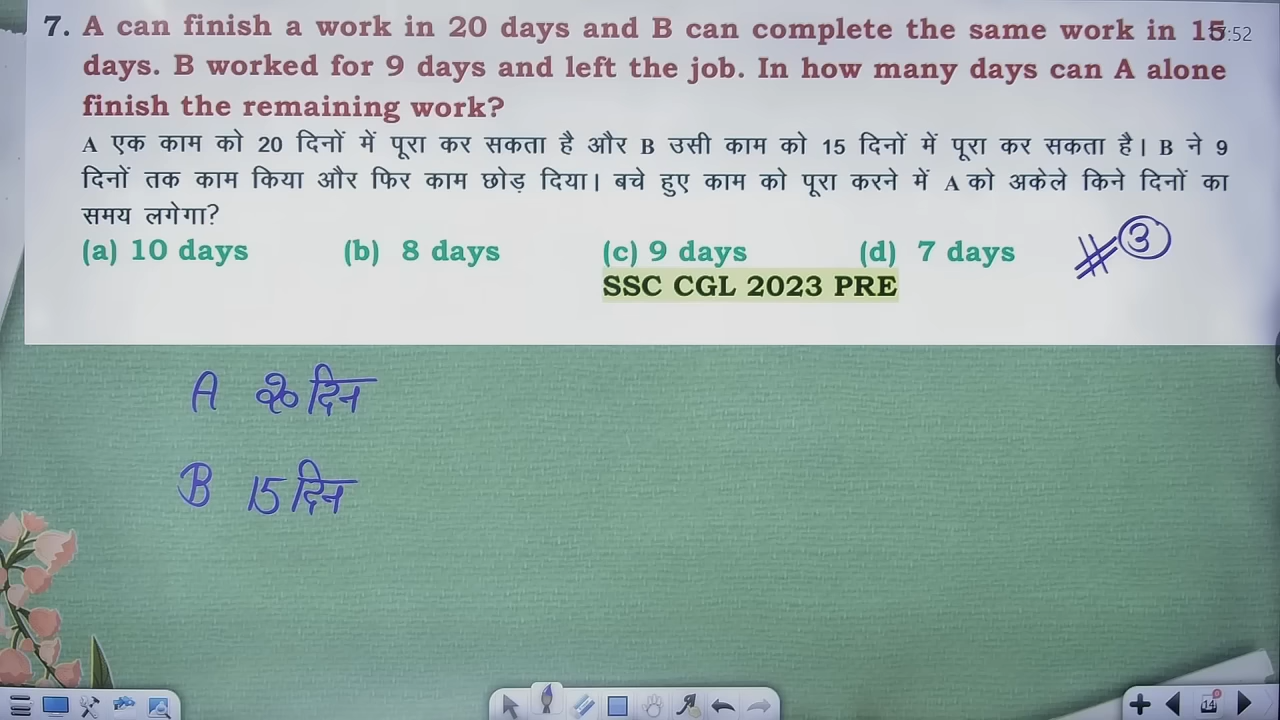 7. A can finish a work in 20 days and B can complete the same work in 15
:52
days. B worked for 9 days and left the job. In how many days can A alone
finish the remaining work?
A एक काम को 20 दिनों में पूरा कर सकता है और B उसी काम को 15 दिनों में पूरा कर सकता है। B ने 9
दिनों तक काम किया और फिर काम छोड़ दिया। बचे हुए काम को पूरा करने में A को अकेले किने दिनों का
समय लगेगा?
(a) 10 days (b) 8 days (c) 9 days (d) 7 days # 3
SSC CGL 2023 PRE
A 20 दिन
B 15 दिन
14